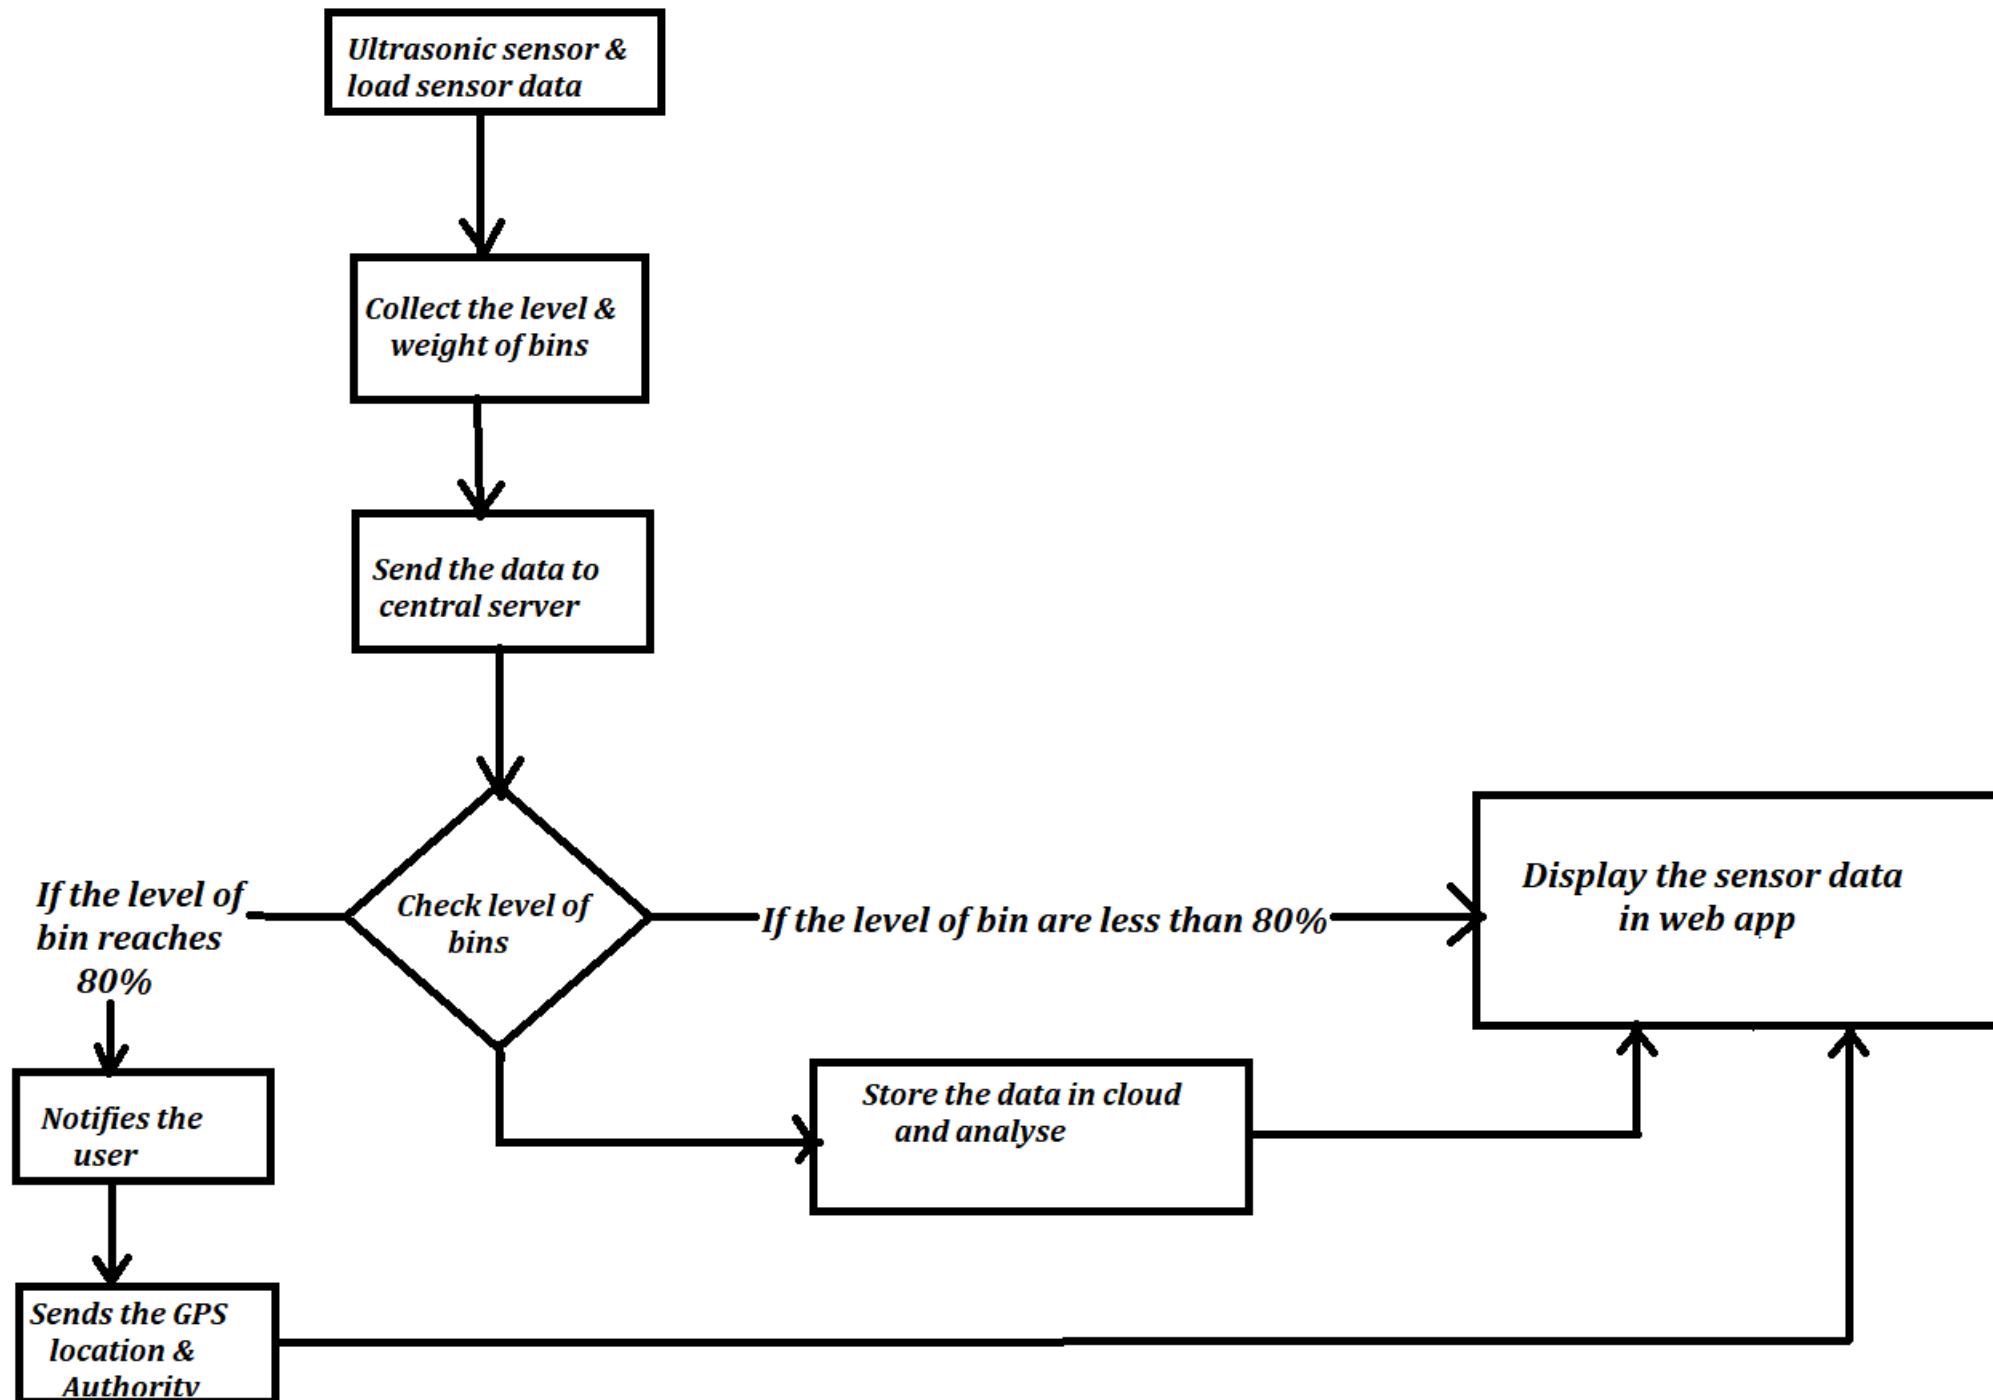 Ultrasonic sensor &
load sensor data
Collect the level &
weight of bins
Send the data to
central server
Check level of
bins
If the level of
bin reaches
80%
If the level of bin are less than 80%
Display the sensor data
in web app
Notifies the
user
Store the data in cloud
and analyse
Sends the GPS
location &
Authority